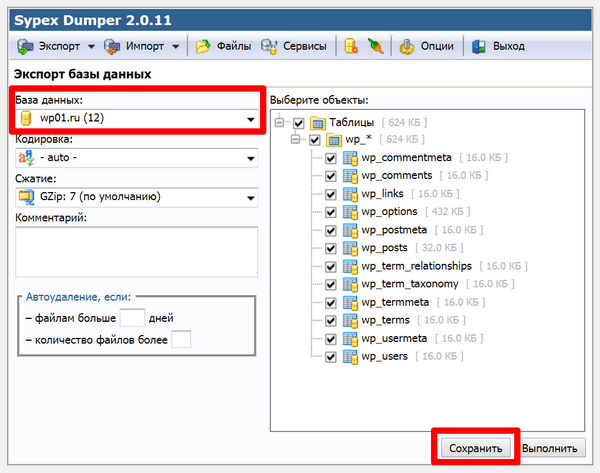 Sypex Dumper 2.0.11
Экспорт Импорт Файлы Сервисы Опции Выход
Экспорт базы данных
База данных:
wp01.ru (12)
Кодировка:
- auto -
Сжатие:
GZip: 7 (по умолчанию)
Комментарий:
Автоудаление, если:
– файлам больше дней
– количество файлов более
Выберите объекты:
Таблицы [ 624 КБ ]
wp_* [ 624 КБ ]
wp_commentmeta [ 16.0 КБ ]
wp_comments [ 16.0 КБ ]
wp_links [ 16.0 КБ ]
wp_options [ 432 КБ ]
wp_postmeta [ 16.0 КБ ]
wp_posts [ 32.0 КБ ]
wp_term_relationships [ 16.0 КБ ]
wp_term_taxonomy [ 16.0 КБ ]
wp_termmeta [ 16.0 КБ ]
wp_terms [ 16.0 КБ ]
wp_usermeta [ 16.0 КБ ]
wp_users [ 16.0 КБ ]
Сохранить Выполнить